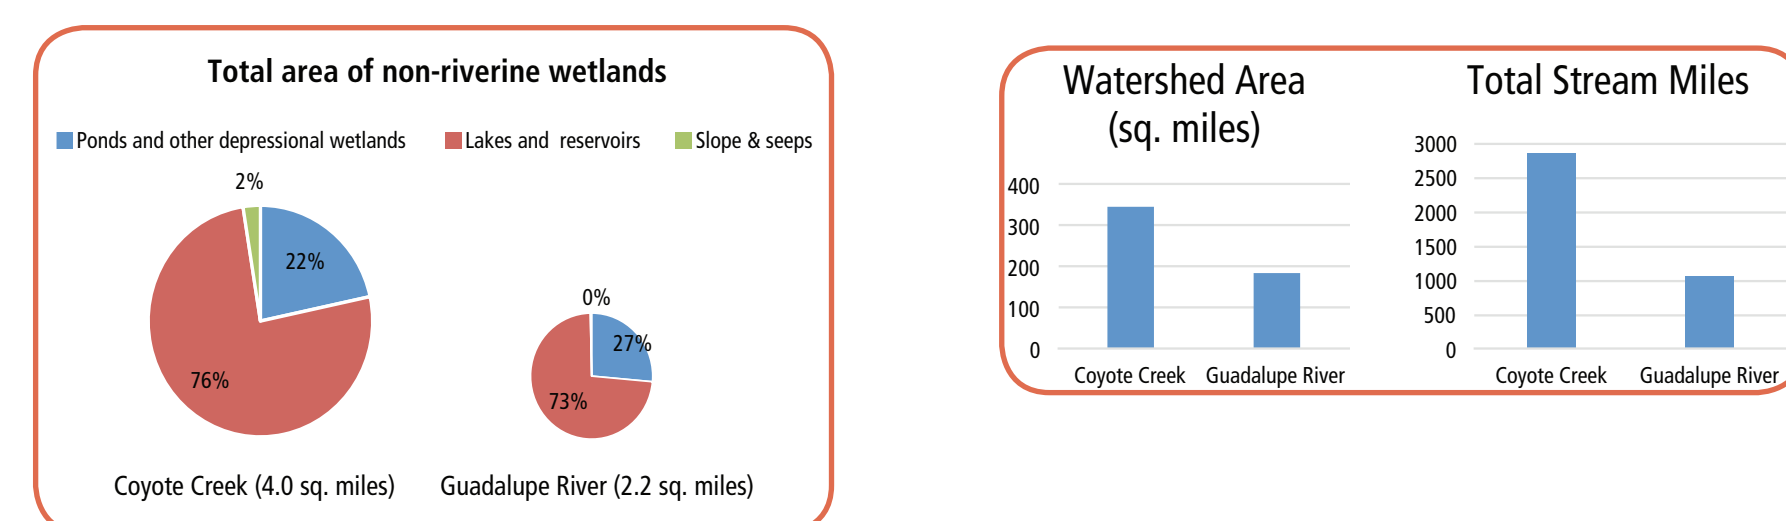 Total area of non-riverine wetlands
Ponds and other depressional wetlands
Lakes and reservoirs
Slope & seeps
2%
22%
76%
0%
27%
73%
Coyote Creek (4.0 sq. miles)
Guadalupe River (2.2 sq. miles)
Watershed Area
(sq. miles)
400
300
200
100
0
Coyote Creek
Guadalupe River
Total Stream Miles
3000
2500
2000
1500
1000
500
0
Coyote Creek
Guadalupe River